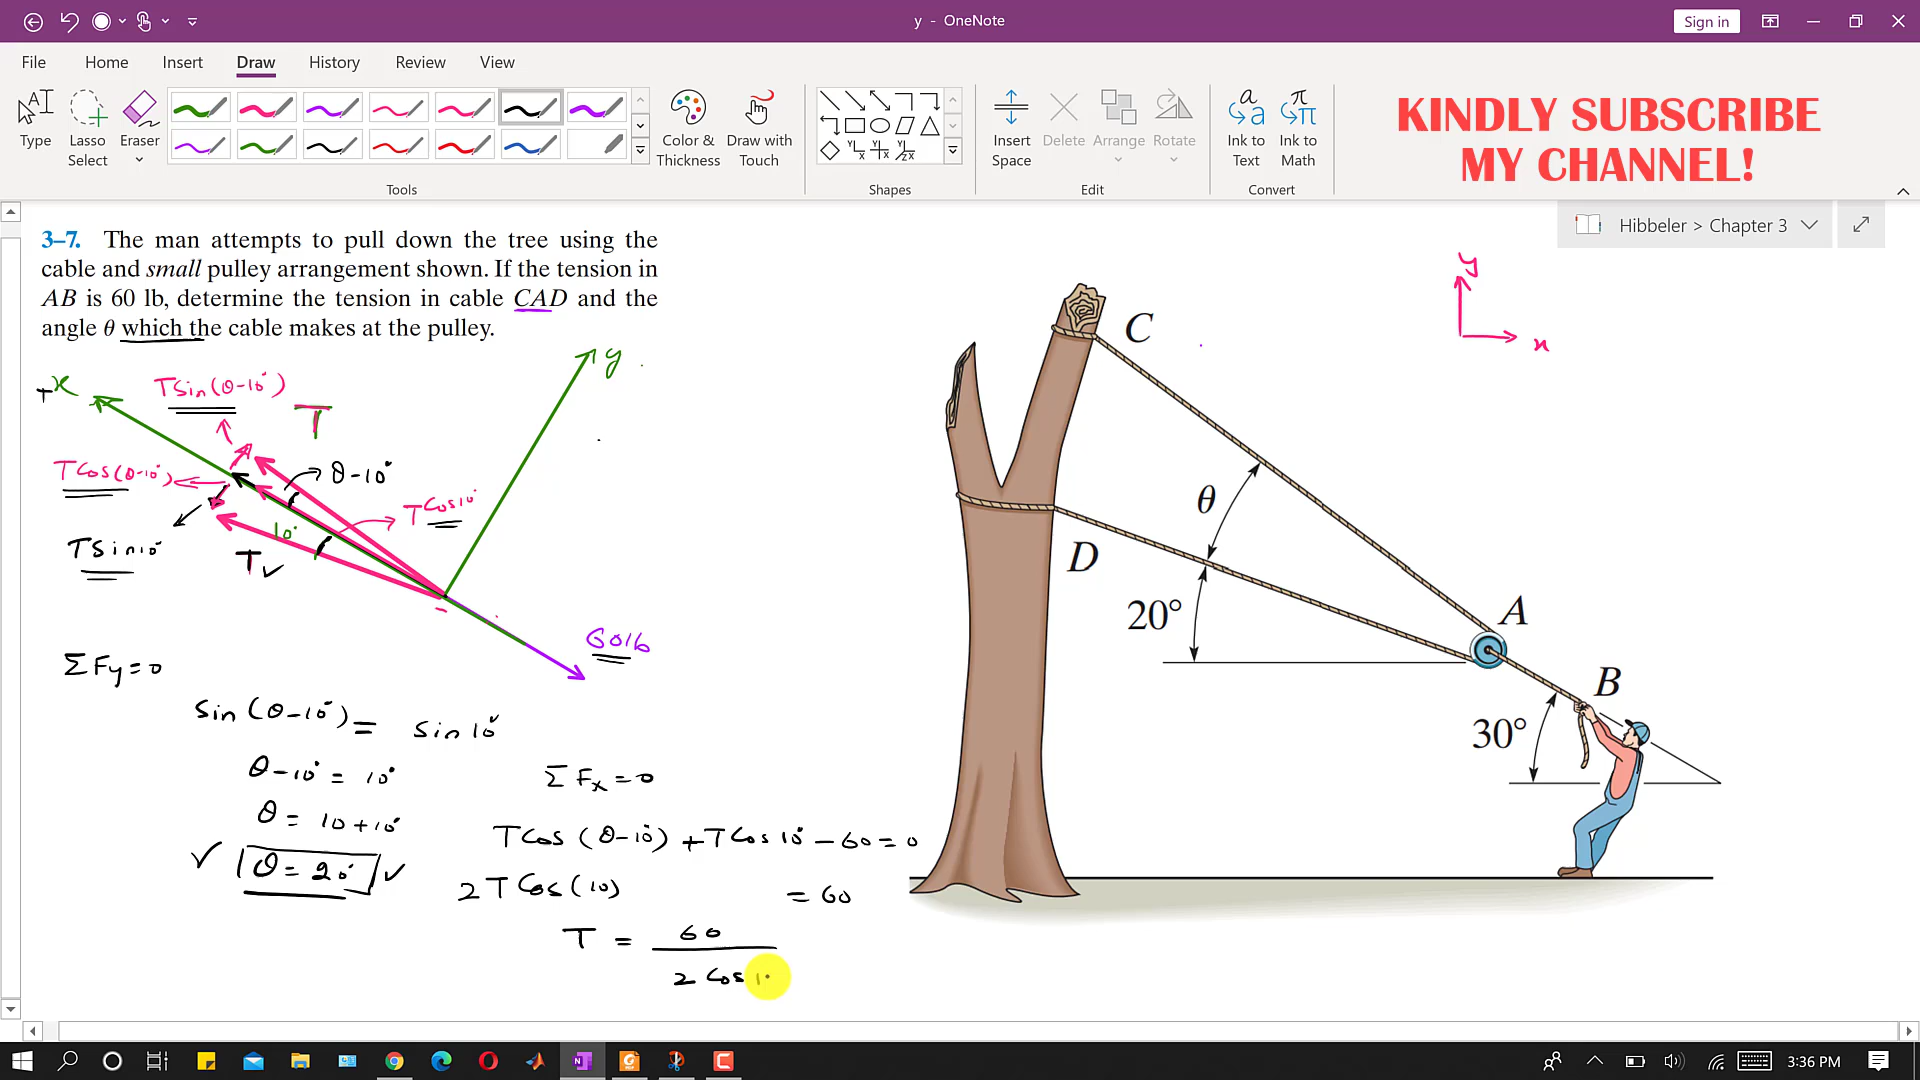 y - OneNote
Sign in
File Home Insert Draw History Review View
Type
Lasso Select
Eraser
Color & Thickness
Draw with Touch
Insert Space
Delete
Arrange
Rotate
Ink to Text
Ink to Math
Tools
Shapes
Edit
Convert
KINDLY SUBSCRIBE
MY CHANNEL!
Hibbeler > Chapter 3
3–7. The man attempts to pull down the tree using the
cable and small pulley arrangement shown. If the tension in
AB is 60 lb, determine the tension in cable CAD and the
angle θ which the cable makes at the pulley.
y
x
+x
y
Tsin(θ-10°)
T
Tcos(θ-10°)
θ-10°
Tcos10°
10°
Tsin10°
T
60lb
ΣFy=0
sin(θ-10°) = sin10°
θ-10° = 10°
θ = 10+10°
θ = 20°
ΣFx=0
Tcos(θ-10°)+Tcos10°-60=0
2Tcos(10) = 60
T = 60
2 cos 1
C
θ
D
20°
A
B
30°
3:36 PM